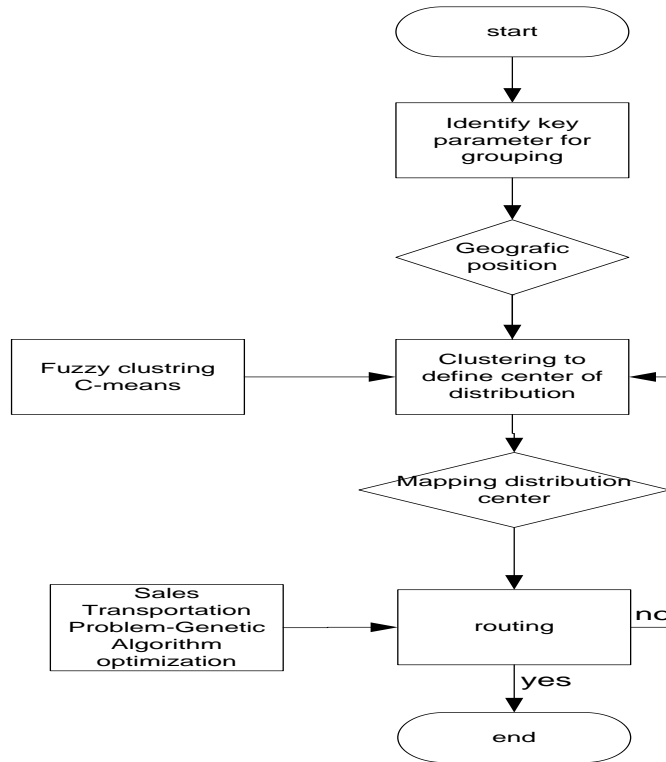 start
Identify key
parameter for
grouping
Geografic
position
Fuzzy clustring
C-means
Clustering to
define center of
distribution
Mapping distribution
center
Sales
Transportation
Problem-Genetic
Algorithm
optimization
routing
no
yes
end